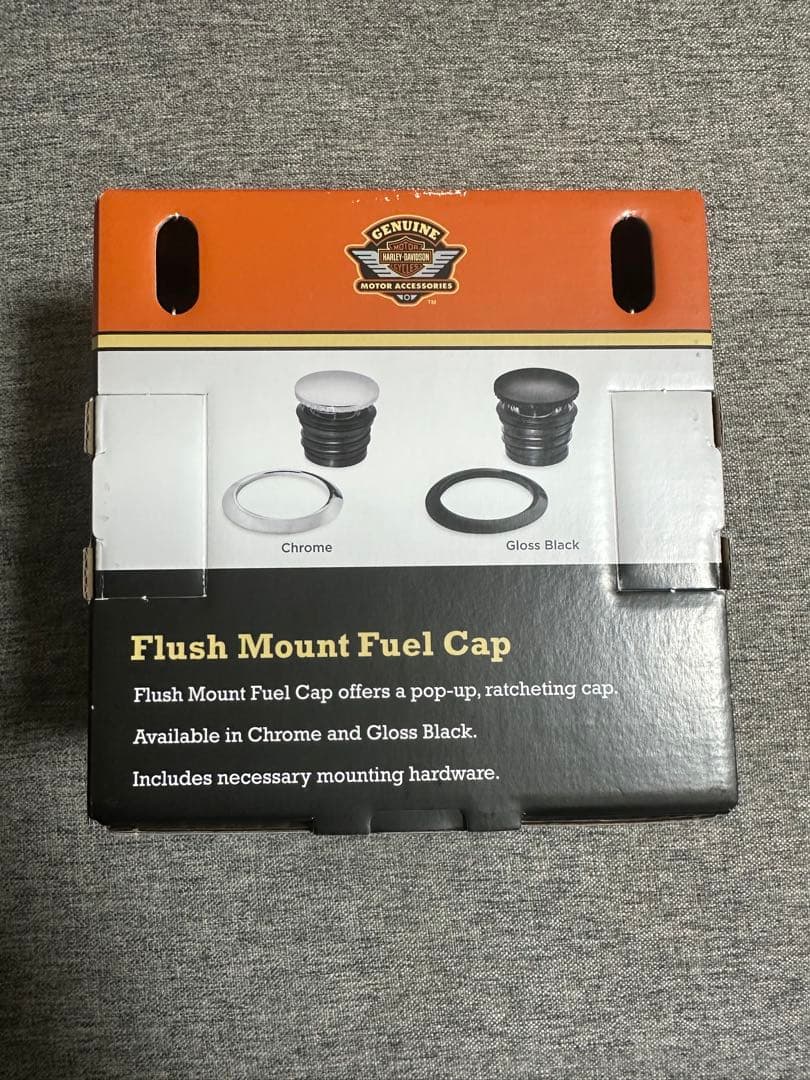 GENUINE
MOTOR
HARLEY-DAVIDSON
CYCLES
MOTOR ACCESSORIES
TM
Chrome
Gloss Black
Flush Mount Fuel Cap
Flush Mount Fuel Cap offers a pop-up, ratcheting cap.
Available in Chrome and Gloss Black.
Includes necessary mounting hardware.